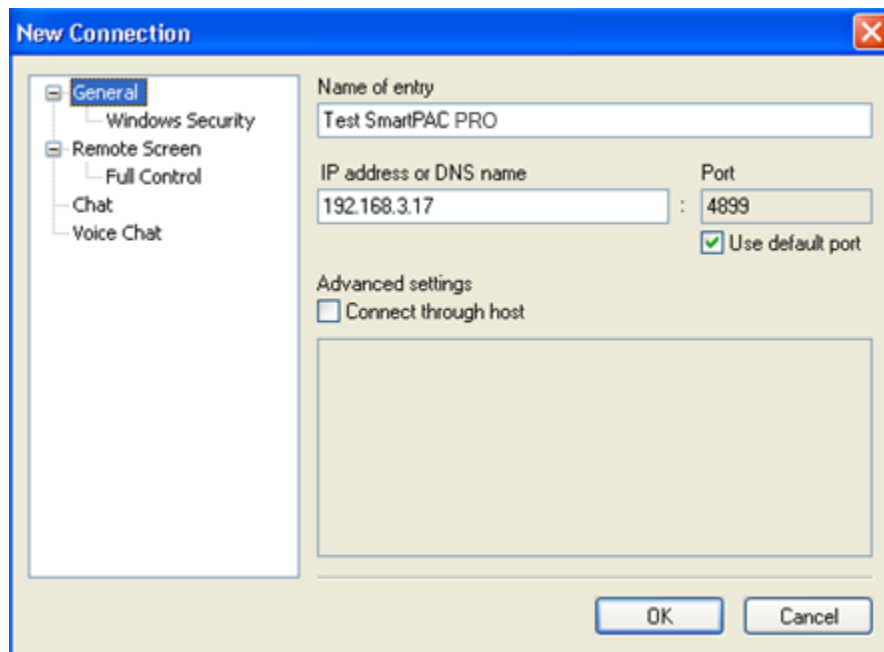 New Connection
General
Windows Security
Remote Screen
Full Control
Chat
Voice Chat
Name of entry
Test SmartPAC PRO
IP address or DNS name
Port
192.168.3.17 : 4899
Use default port
Advanced settings
Connect through host
OK
Cancel